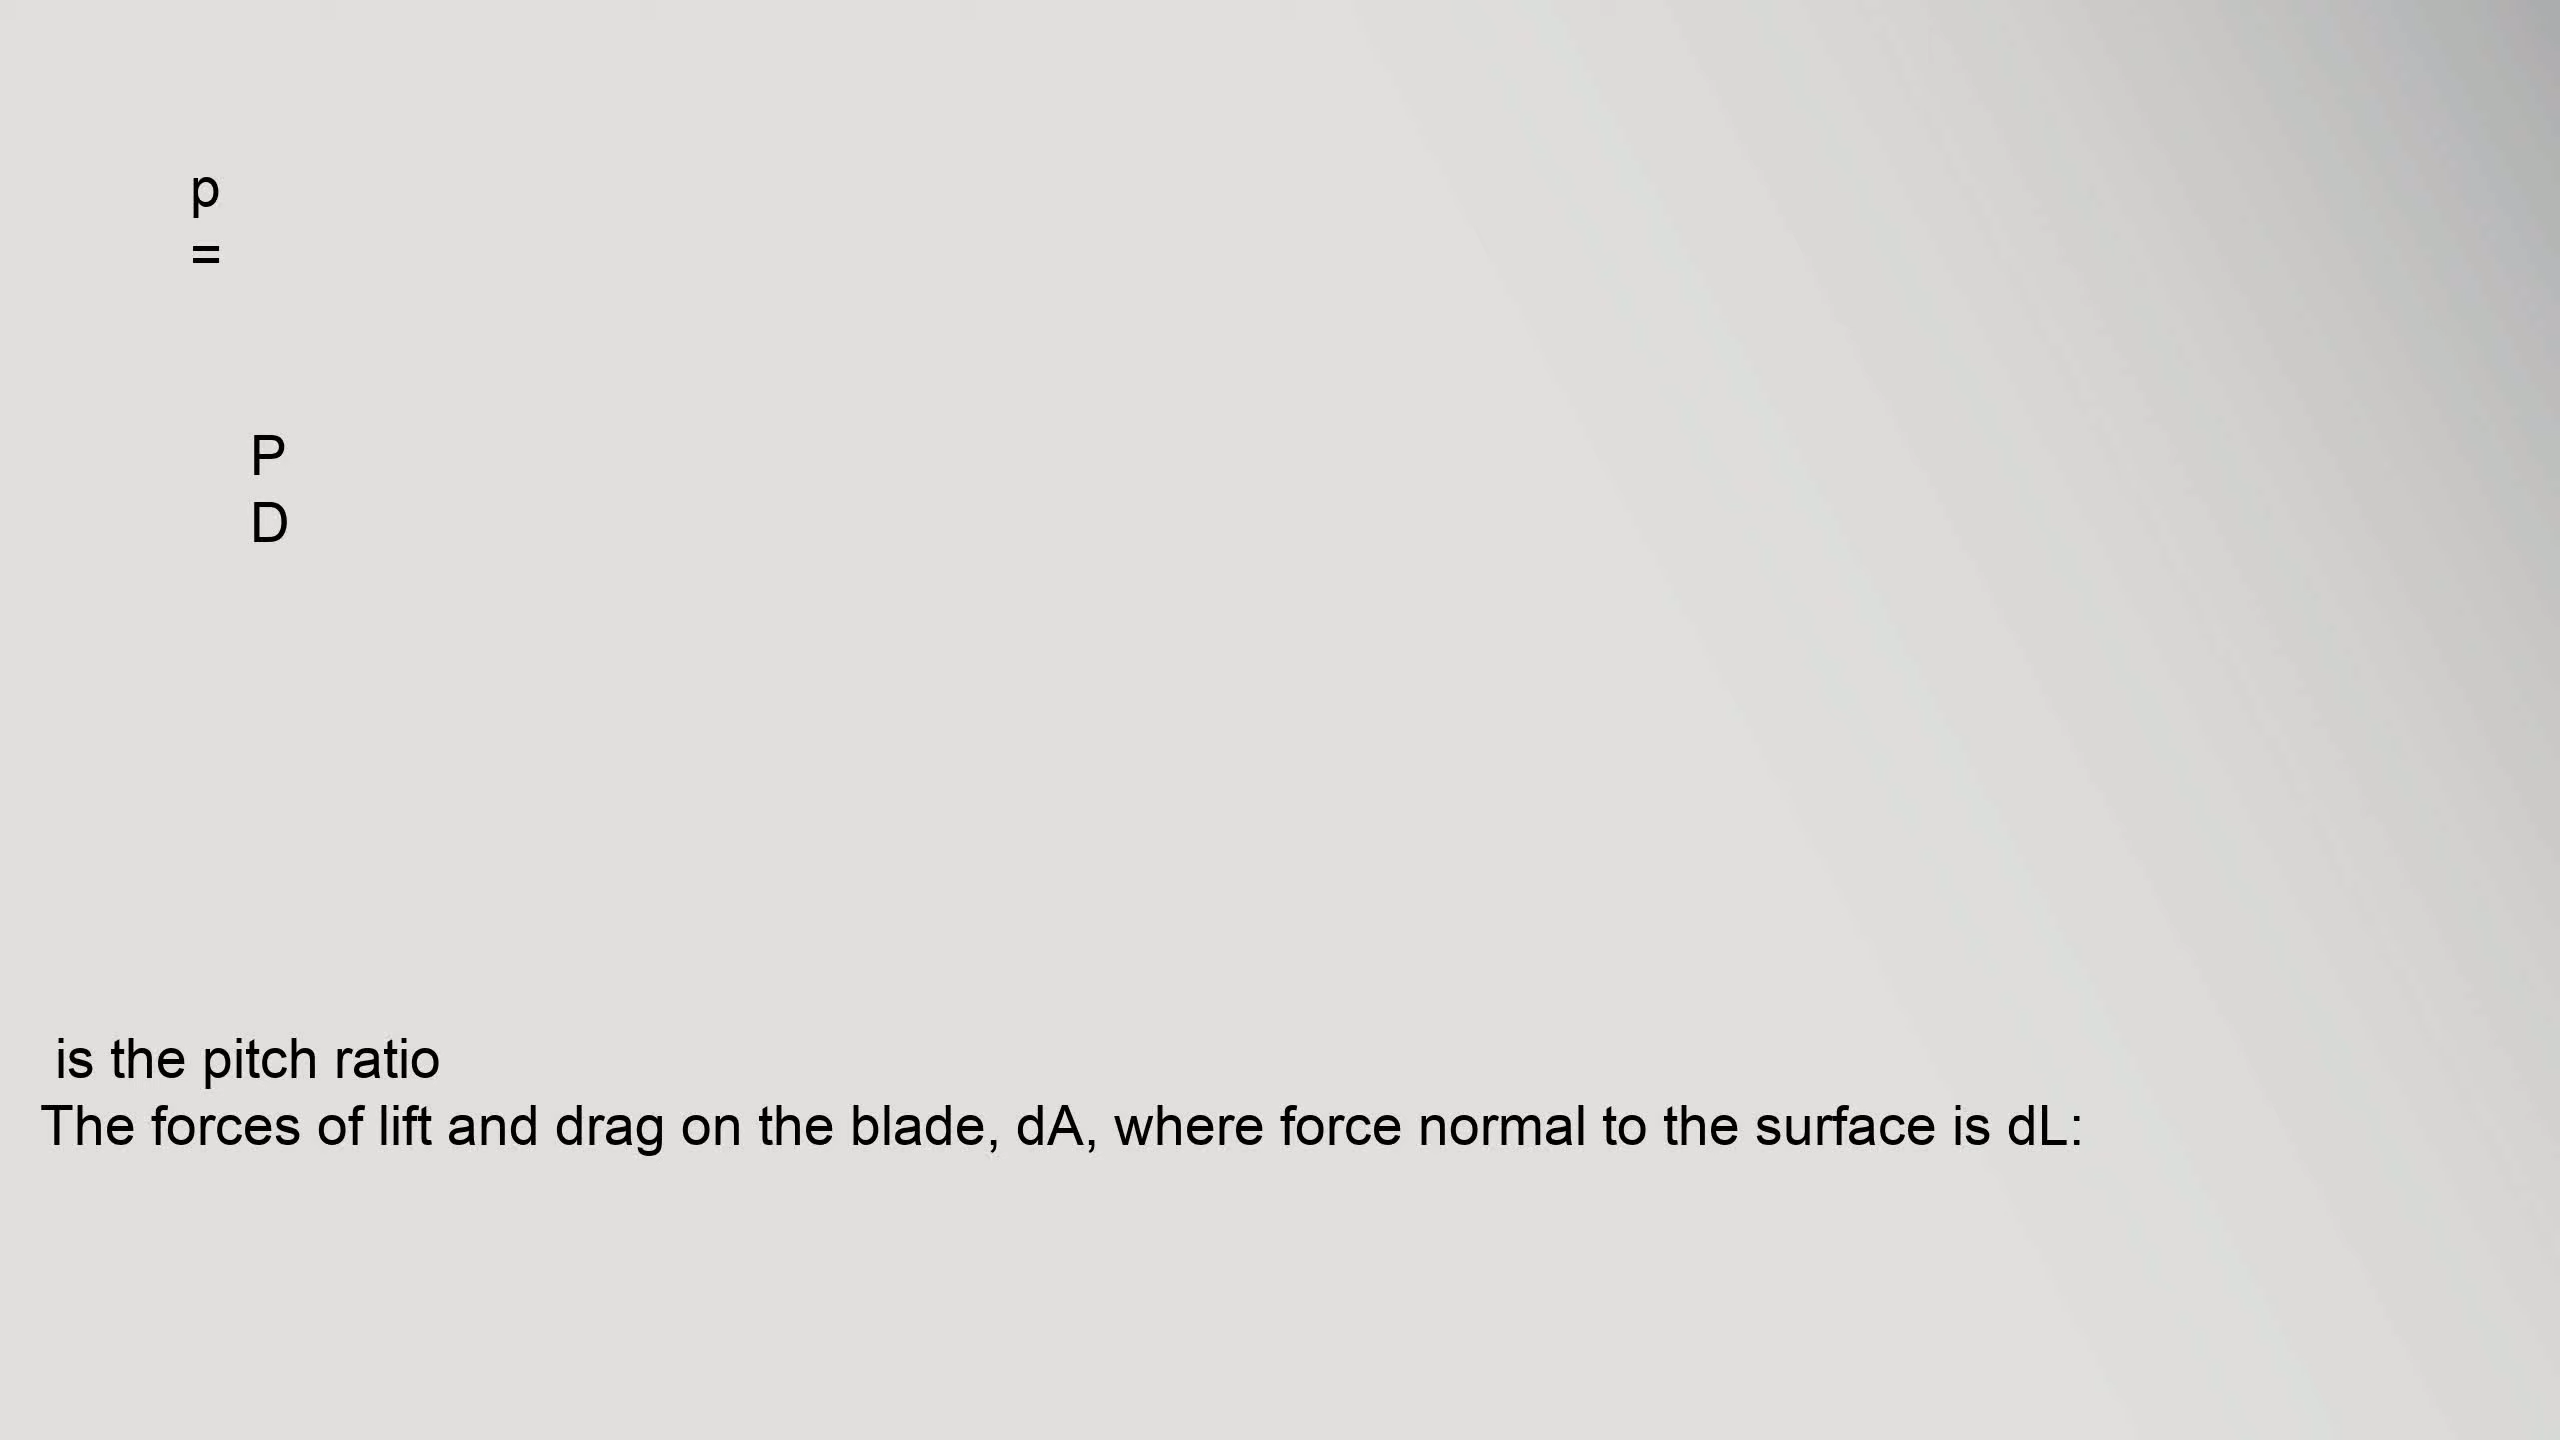 p
=
P
D
is the pitch ratio
The forces of lift and drag on the blade, dA, where force normal to the surface is dL: